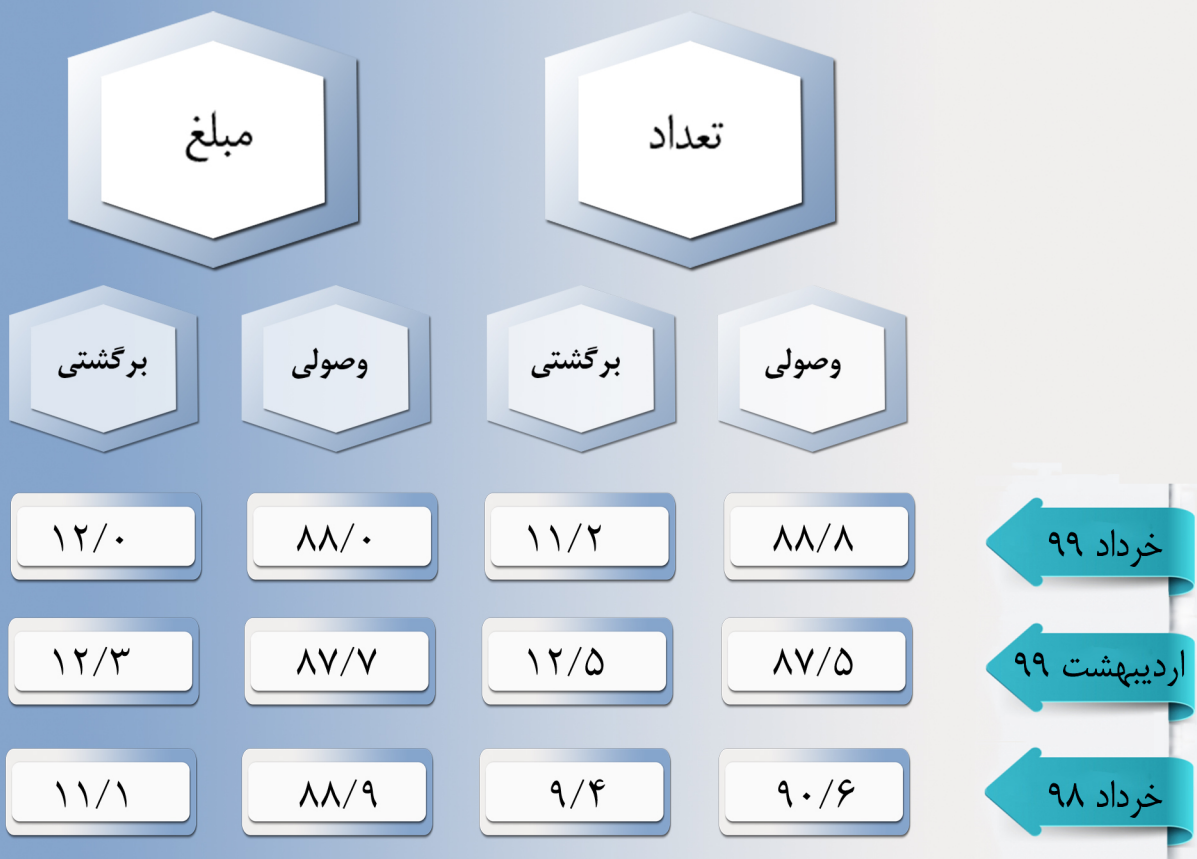 تعداد مبلغ
وصولی برگشتی وصولی برگشتی
خرداد ۹۹ ۸۸/۸ ۱۱/۲ ۸۸/۰ ۱۲/۰
اردیبهشت ۹۹ ۸۷/۵ ۱۲/۵ ۸۷/۷ ۱۲/۳
خرداد ۹۸ ۹۰/۶ ۹/۴ ۸۸/۹ ۱۱/۱